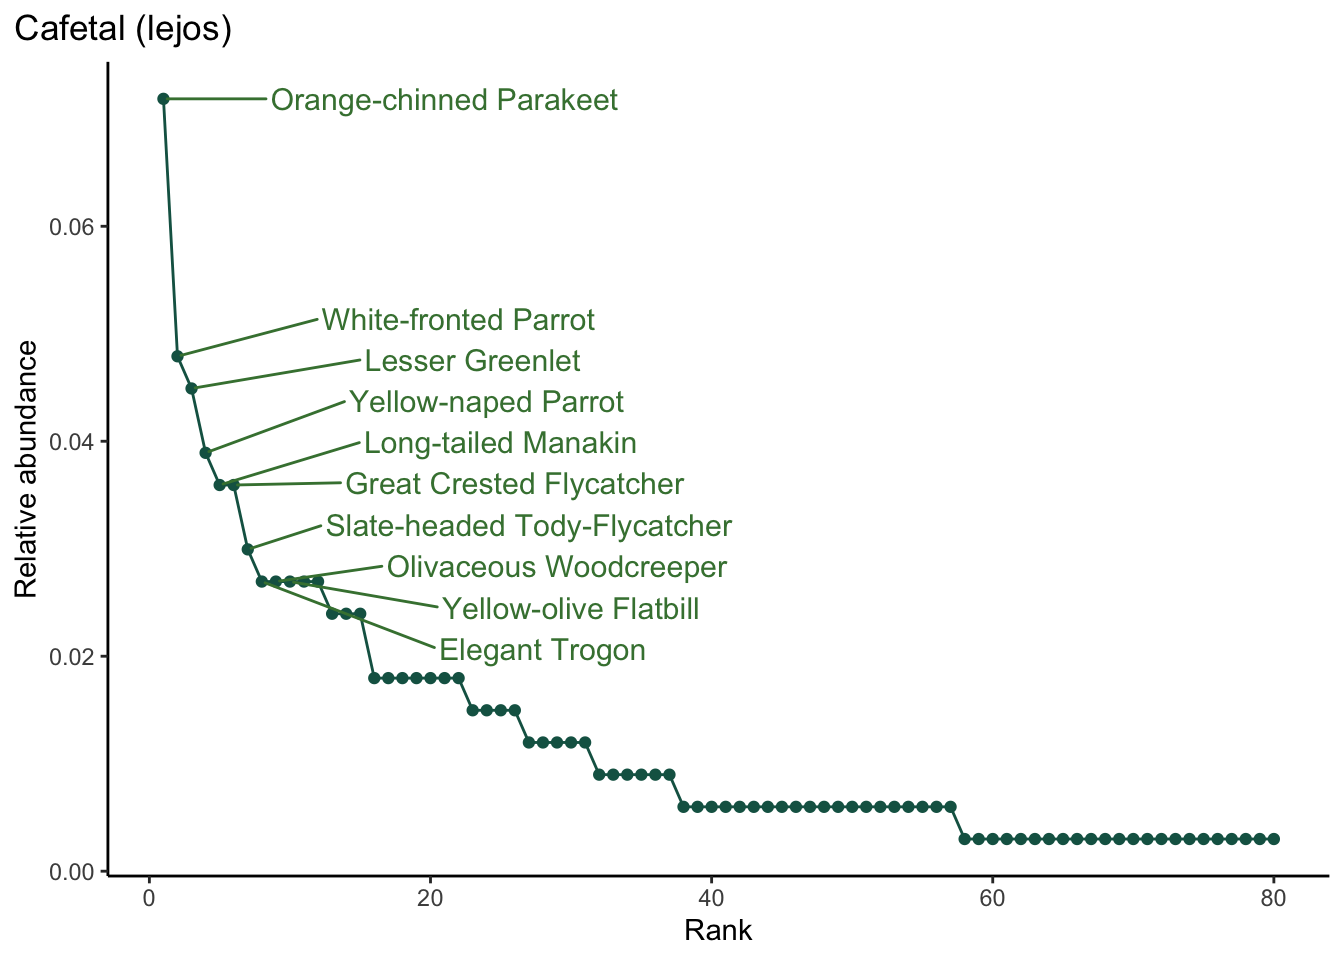 Cafetal (lejos)
Orange-chinned Parakeet
0.06
White-fronted Parrot
Lesser Greenlet
Yellow-naped Parrot
0.04
Long-tailed Manakin
Great Crested Flycatcher
Slate-headed Tody-Flycatcher
Olivaceous Woodcreeper
Yellow-olive Flatbill
Elegant Trogon
0.02
0.00
Relative abundance
0 20 40 60 80
Rank